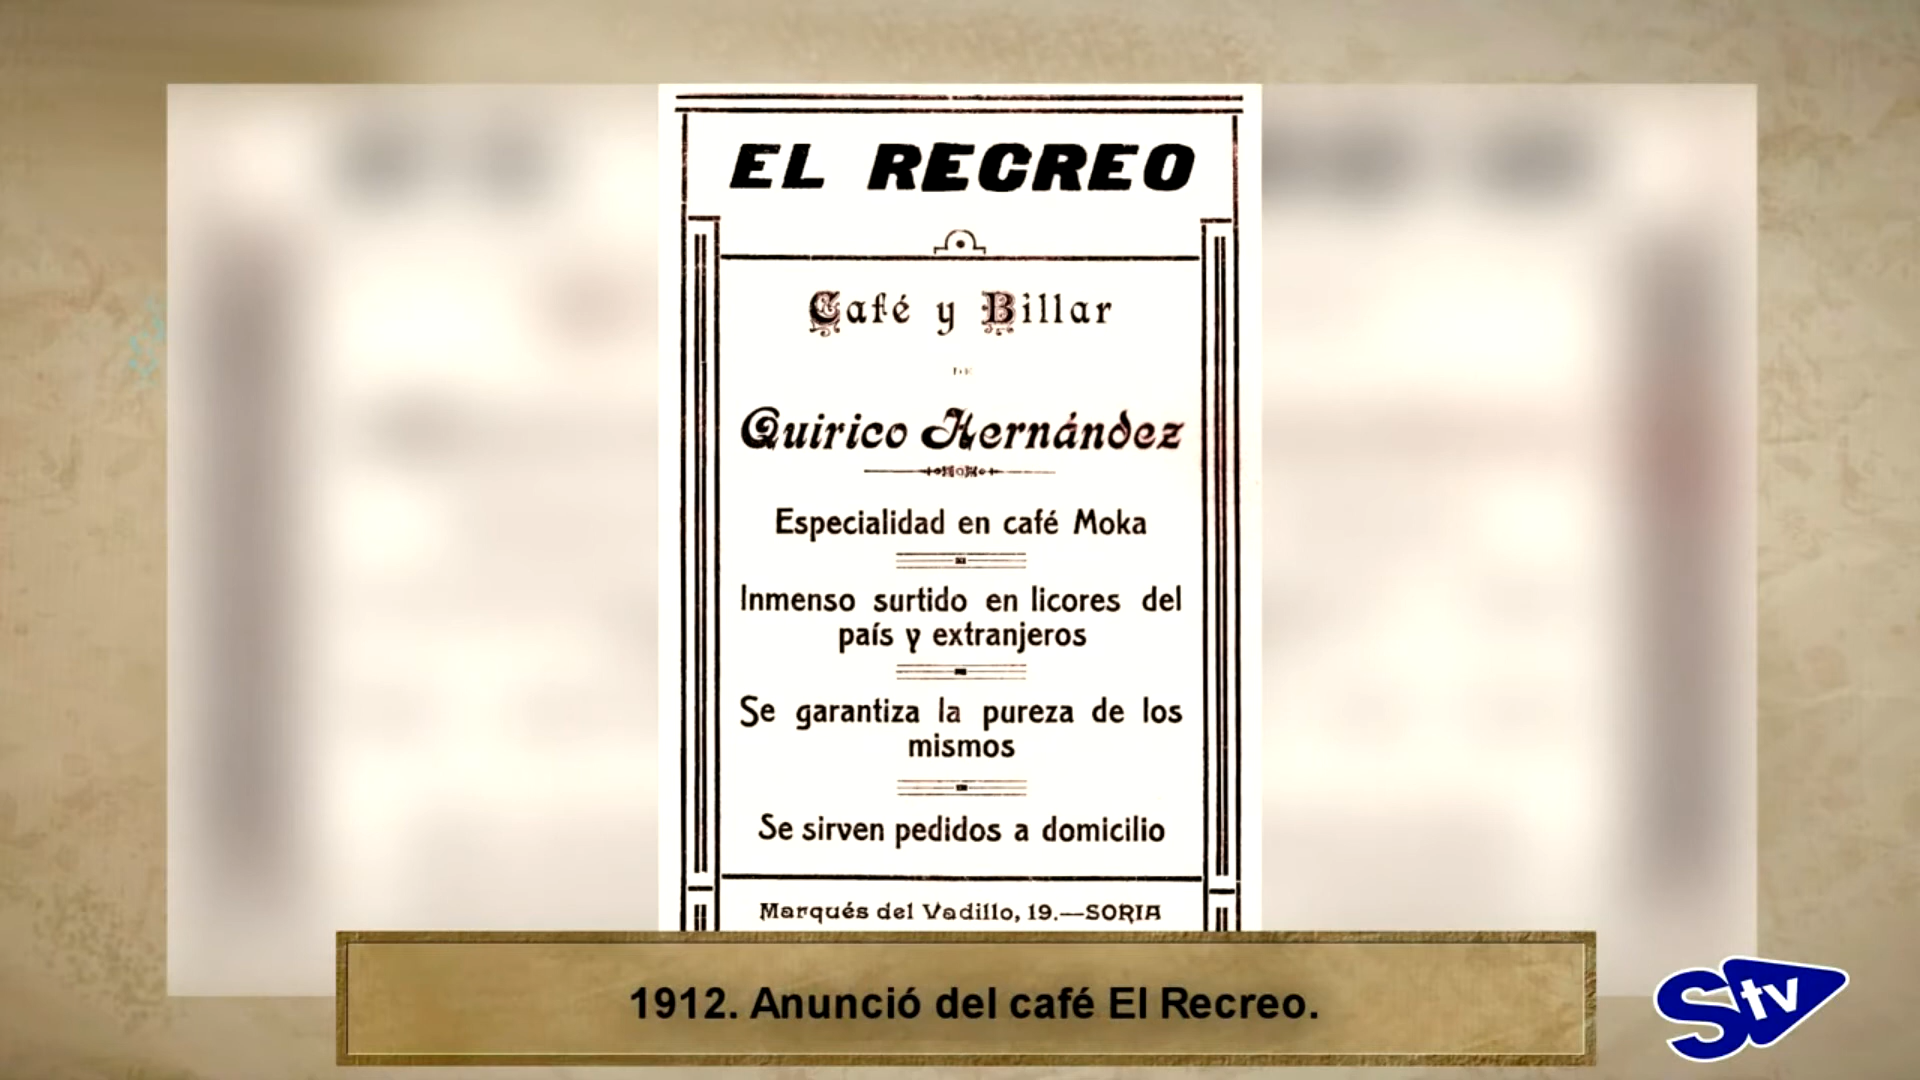 EL RECREO
Café y Billar
DE
Quirico Hernández
Especialidad en café Moka
Inmenso surtido en licores del
país y extranjeros
Se garantiza la pureza de los
mismos
Se sirven pedidos a domicilio
Marqués del Vadillo, 19.—SORIA
1912. Anunció del café El Recreo.
Stv